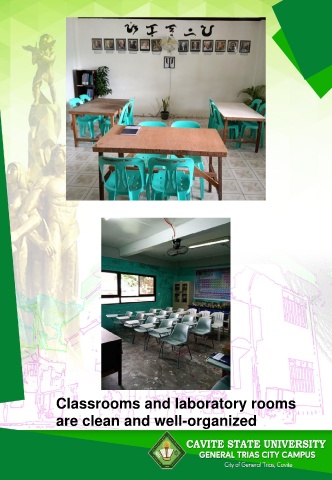 Classrooms and laboratory rooms
are clean and well-organized
CAVITE STATE UNIVERSITY
GENERAL TRIAS CITY CAMPUS
City of General Trias, Cavite